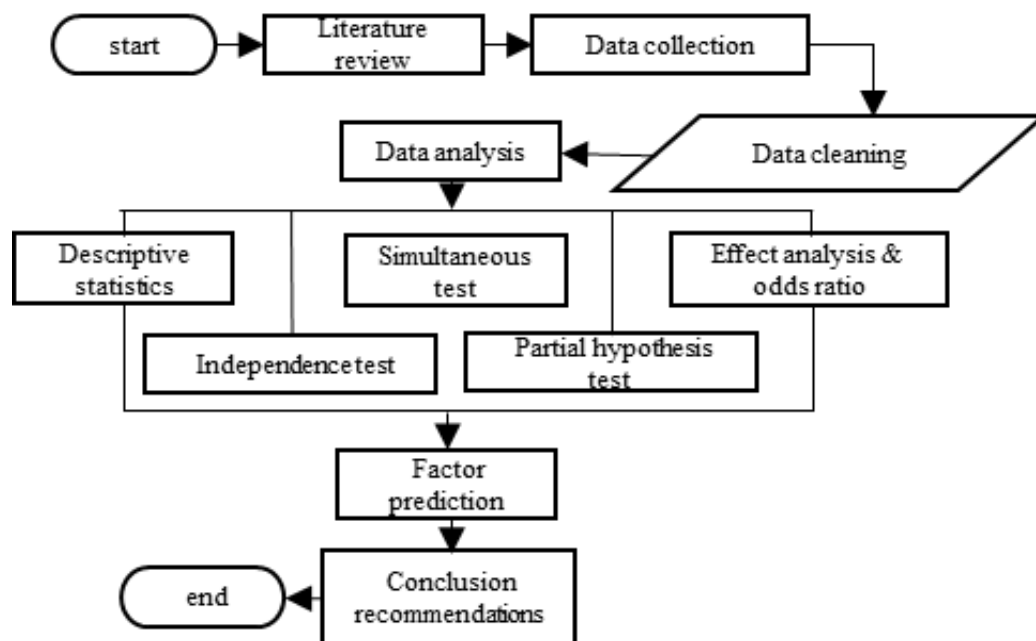 start
Literature
review
Data collection
Data analysis
Data cleaning
Descriptive
statistics
Simultaneous
test
Effect analysis &
odds ratio
Independence test
Partial hypothesis
test
Factor
prediction
Conclusion
recommendations
end